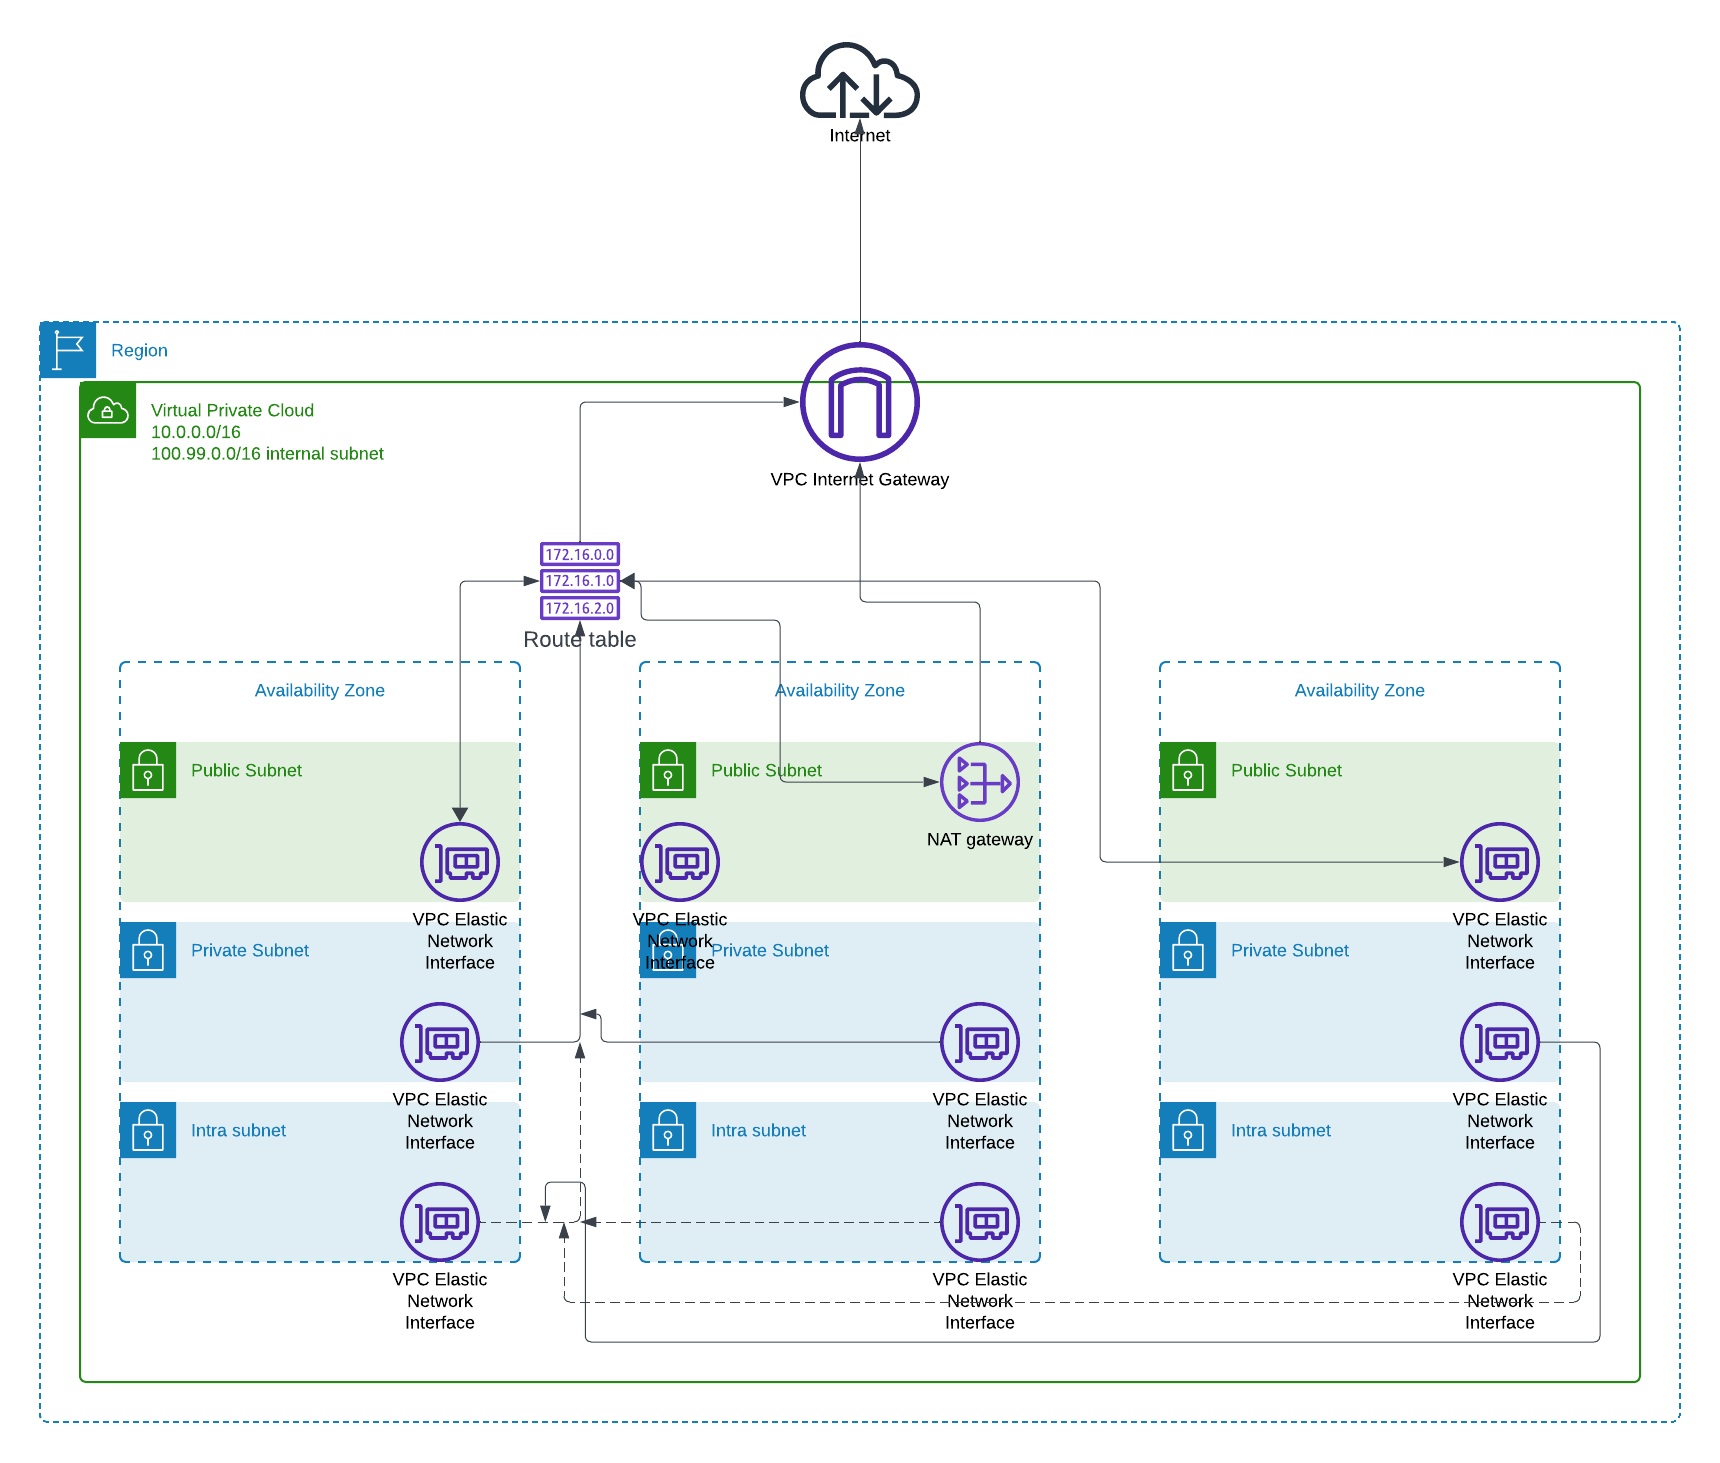 Internet
Region
Virtual Private Cloud
10.0.0.0/16
100.99.0.0/16 internal subnet
VPC Internet Gateway
172.16.0.0
172.16.1.0
172.16.2.0
Route table
Availability Zone
Availability Zone
Availability Zone
Public Subnet
Public Subnet
Public Subnet
NAT gateway
VPC Elastic
Network
Interface
VPC Elastic
Network
Interface
VPC Elastic
Network
Interface
Private Subnet
Private Subnet
Private Subnet
VPC Elastic
Network
Interface
VPC Elastic
Network
Interface
VPC Elastic
Network
Interface
Intra subnet
Intra subnet
Intra submet
VPC Elastic
Network
Interface
VPC Elastic
Network
Interface
VPC Elastic
Network
Interface